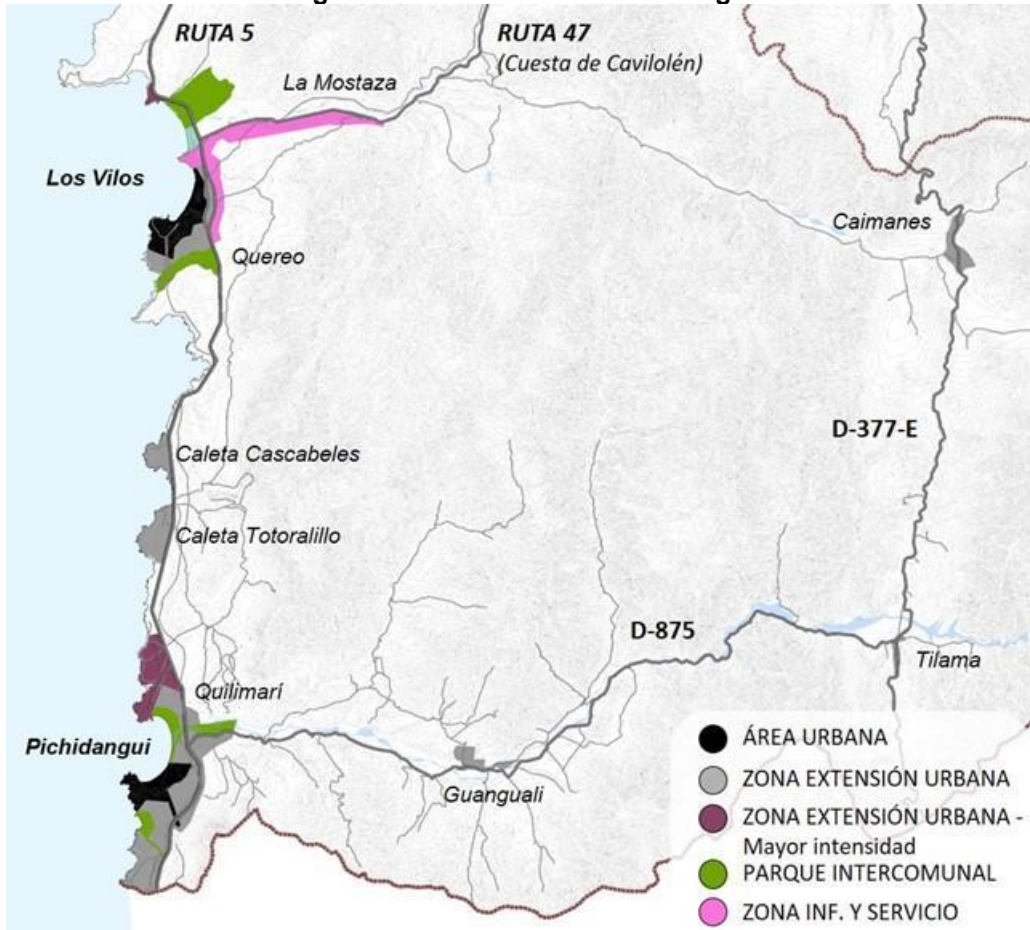 RUTA 5
RUTA 47
(Cuesta de Cavilolén)
La Mostaza
Los Vilos
Caimanes
Quereo
D-377-E
Caleta Cascabeles
Caleta Totoralillo
D-875
Tilama
Quilimarí
Pichidangui
Guanguali
ÁREA URBANA
ZONA EXTENSIÓN URBANA
ZONA EXTENSIÓN URBANA -
Mayor intensidad
PARQUE INTERCOMUNAL
ZONA INF. Y SERVICIO